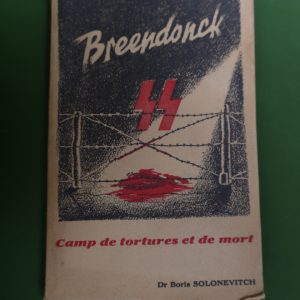 Breendonck
SS
Camp de tortures et de mort
Dr Boris SOLONEVITCH